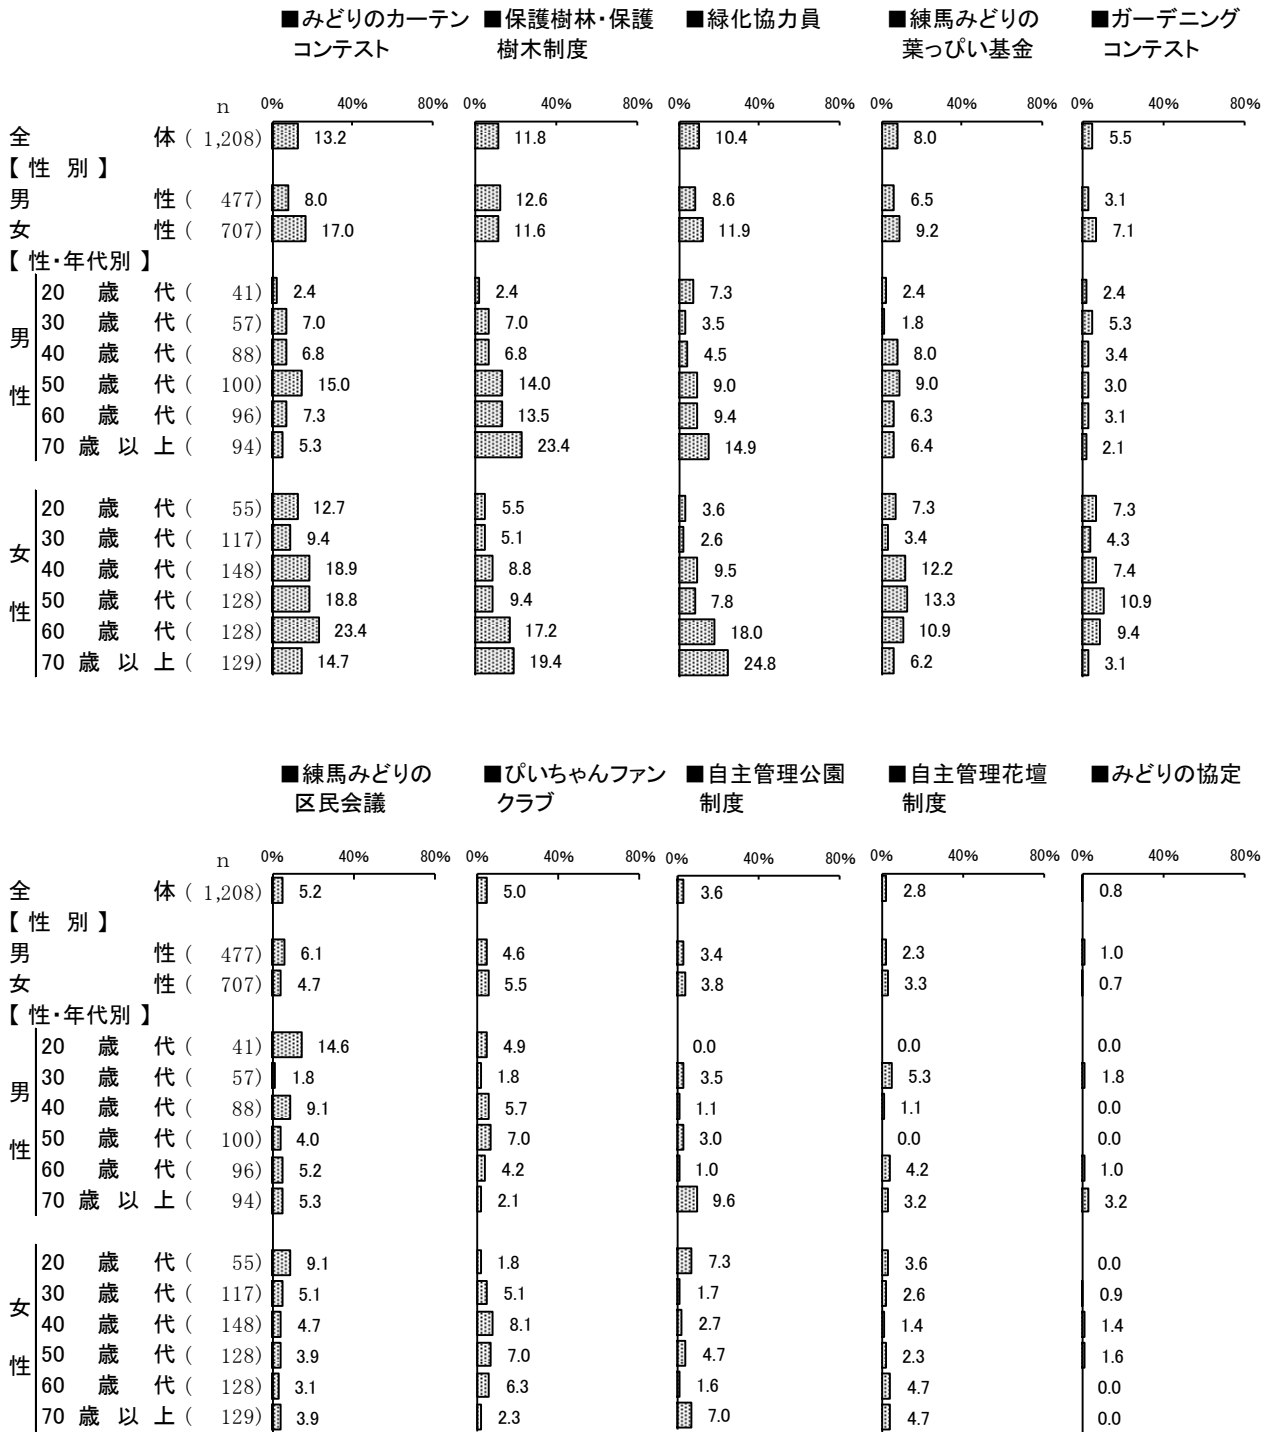 ■みどりのカーテン ■保護樹林・保護 ■緑化協力員 ■練馬みどりの ■ガーデニング
コンテスト 樹木制度 葉っぴい基金 コンテスト
n 0% 40% 80% 0% 40% 80% 0% 40% 80% 0% 40% 80% 0% 40% 80%
全体 ( 1,208) 13.2 11.8 10.4 8.0 5.5
【 性 別 】
男性 ( 477) 8.0 12.6 8.6 6.5 3.1
女性 ( 707) 17.0 11.6 11.9 9.2 7.1
【 性・年代別 】
男性
20 歳代 ( 41) 2.4 2.4 7.3 2.4 2.4
30 歳代 ( 57) 7.0 7.0 3.5 1.8 5.3
40 歳代 ( 88) 6.8 6.8 4.5 8.0 3.4
50 歳代 ( 100) 15.0 14.0 9.0 9.0 3.0
60 歳代 ( 96) 7.3 13.5 9.4 6.3 3.1
70 歳以上 ( 94) 5.3 23.4 14.9 6.4 2.1
女性
20 歳代 ( 55) 12.7 5.5 3.6 7.3 7.3
30 歳代 ( 117) 9.4 5.1 2.6 3.4 4.3
40 歳代 ( 148) 18.9 8.8 9.5 12.2 7.4
50 歳代 ( 128) 18.8 9.4 7.8 13.3 10.9
60 歳代 ( 128) 23.4 17.2 18.0 10.9 9.4
70 歳以上 ( 129) 14.7 19.4 24.8 6.2 3.1
■練馬みどりの ■ぴいちゃんファン ■自主管理公園 ■自主管理花壇 ■みどりの協定
区民会議 クラブ 制度 制度
n 0% 40% 80% 0% 40% 80% 0% 40% 80% 0% 40% 80% 0% 40% 80%
全体 ( 1,208) 5.2 5.0 3.6 2.8 0.8
【 性 別 】
男性 ( 477) 6.1 4.6 3.4 2.3 1.0
女性 ( 707) 4.7 5.5 3.8 3.3 0.7
【 性・年代別 】
男性
20 歳代 ( 41) 14.6 4.9 0.0 0.0 0.0
30 歳代 ( 57) 1.8 1.8 3.5 5.3 1.8
40 歳代 ( 88) 9.1 5.7 1.1 1.1 0.0
50 歳代 ( 100) 4.0 7.0 3.0 0.0 0.0
60 歳代 ( 96) 5.2 4.2 1.0 4.2 1.0
70 歳以上 ( 94) 5.3 2.1 9.6 3.2 3.2
女性
20 歳代 ( 55) 9.1 1.8 7.3 3.6 0.0
30 歳代 ( 117) 5.1 5.1 1.7 2.6 0.9
40 歳代 ( 148) 4.7 8.1 2.7 1.4 1.4
50 歳代 ( 128) 3.9 7.0 4.7 2.3 1.6
60 歳代 ( 128) 3.1 6.3 1.6 4.7 0.0
70 歳以上 ( 129) 3.9 2.3 7.0 4.7 0.0